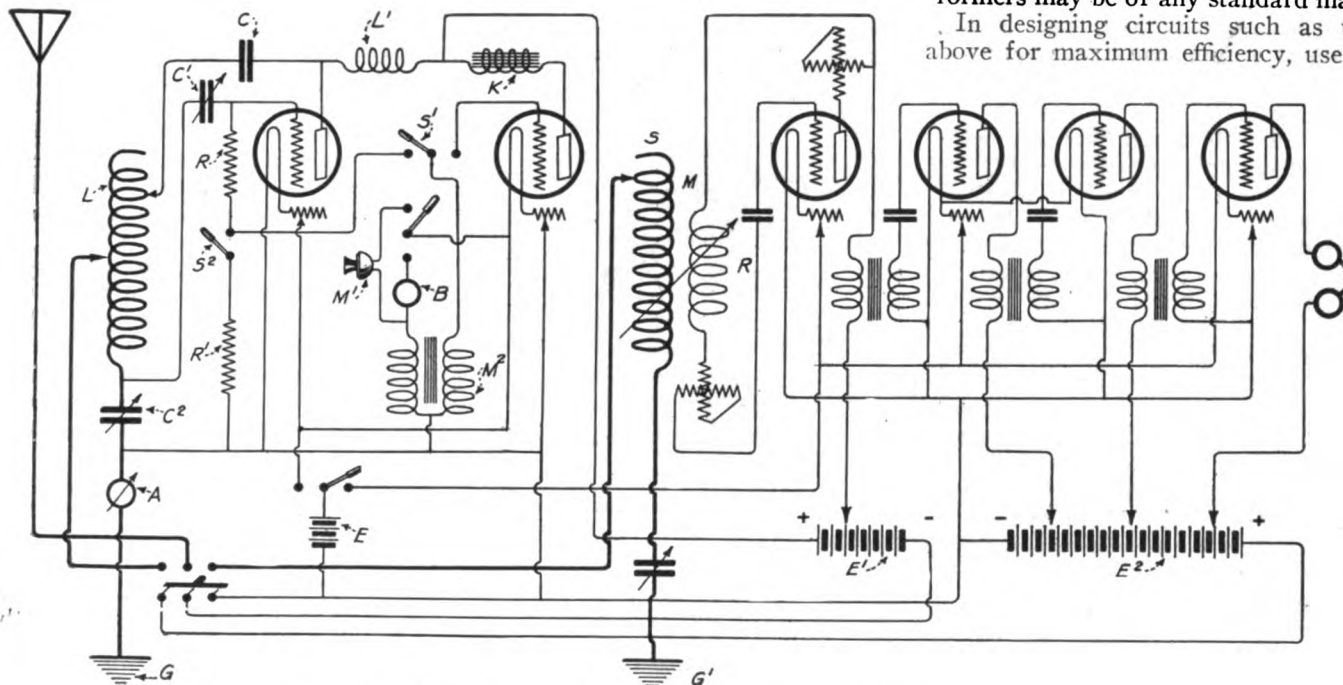 formers may be of any standard ma
In designing circuits such as
above for maximum efficiency, use
C
L'
C'
K
S'
S
R
L
M
S²
M'
B
R
R'
M²
C²
A
E
+
-
-
+
E'
E²
G
G'